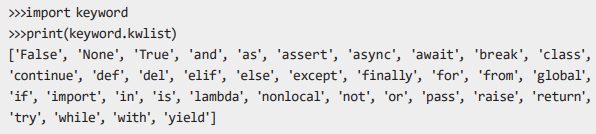 >>>import keyword
>>>print(keyword.kwlist)
['False', 'None', 'True', 'and', 'as', 'assert', 'async', 'await', 'break', 'class',
'continue', 'def', 'del', 'elif', 'else', 'except', 'finally', 'for', 'from', 'global',
'if', 'import', 'in', 'is', 'lambda', 'nonlocal', 'not', 'or', 'pass', 'raise', 'return',
'try', 'while', 'with', 'yield']